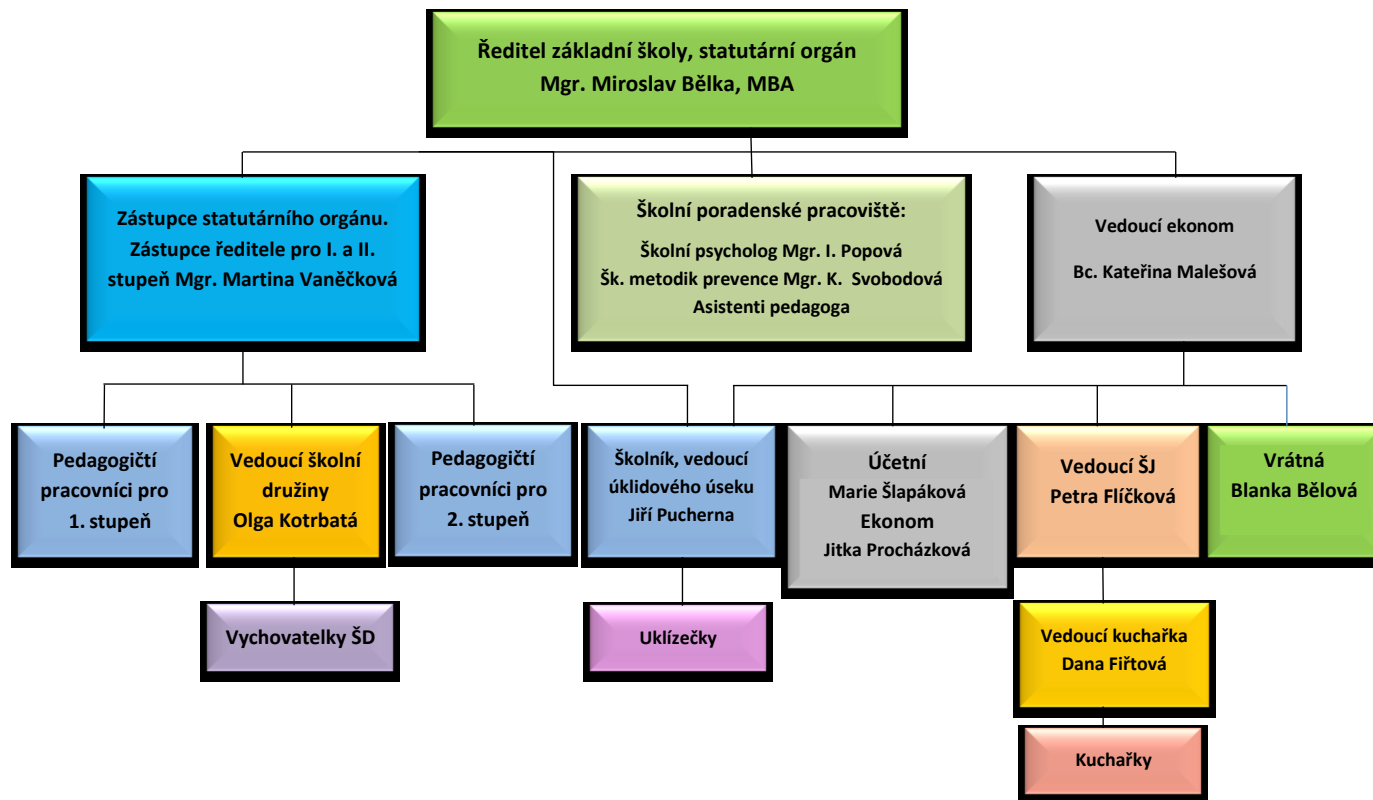 Ředitel základní školy, statutární orgán
Mgr. Miroslav Bělka, MBA
Zástupce statutárního orgánu.
Zástupce ředitele pro I. a II.
stupeň Mgr. Martina Vaněčková
Školní poradenské pracoviště:
Školní psycholog Mgr. I. Popová
Šk. metodik prevence Mgr. K. Svobodová
Asistenti pedagoga
Vedoucí ekonom
Bc. Kateřina Malešová
Pedagogičtí
pracovníci pro
1. stupeň
Vedoucí školní
družiny
Olga Kotrbatá
Pedagogičtí
pracovníci pro
2. stupeň
Školník, vedoucí
úklidového úseku
Jiří Pucherna
Účetní
Marie Šlapáková
Ekonom
Jitka Procházková
Vedoucí ŠJ
Petra Flíčková
Vrátná
Blanka Bělová
Vychovatelky ŠD
Uklízečky
Vedoucí kuchařka
Dana Fiřtová
Kuchařky